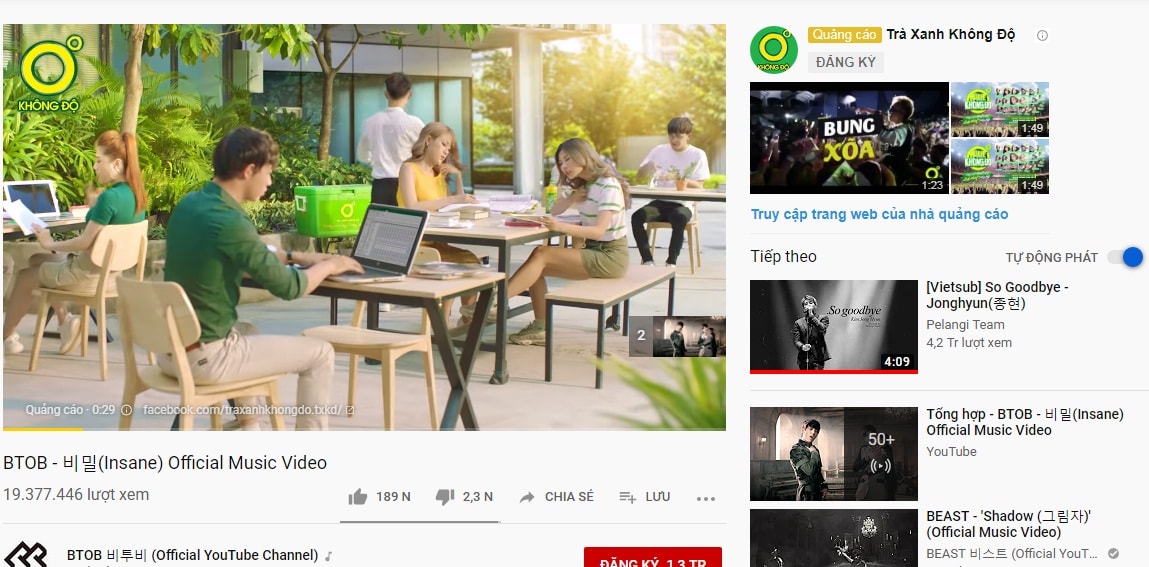 KHÔNG ĐỘ
2
Quảng cáo · 0:29
facebook.com/traxanhkhongdo.txkd/
BTOB - 비밀(Insane) Official Music Video
19.377.446 lượt xem
189 N
2,3 N
CHIA SẺ
LƯU
BTOB 비투비 (Official YouTube Channel)
ĐĂNG KÝ 1,3 TR
KHÔNG ĐỘ
Quảng cáo Trà Xanh Không Độ
ĐĂNG KÝ
BUNG
XÕA
1:23
1:49
1:49
Truy cập trang web của nhà quảng cáo
Tiếp theo
TỰ ĐỘNG PHÁT
So goodbye
4:09
[Vietsub] So Goodbye -
Jonghyun(종현)
Pelangi Team
4,2 Tr lượt xem
50+
Tổng hợp - BTOB - 비밀(Insane)
Official Music Video
YouTube
BEAST - 'Shadow (그림자)'
(Official Music Video)
BEAST 비스트 (Official YouT...